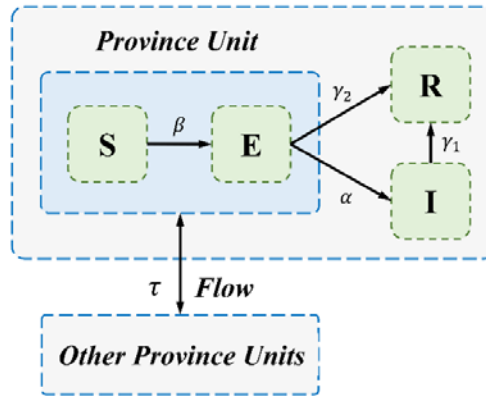 Province Unit
S
β
E
γ2
R
γ1
α
I
τ
Flow
Other Province Units